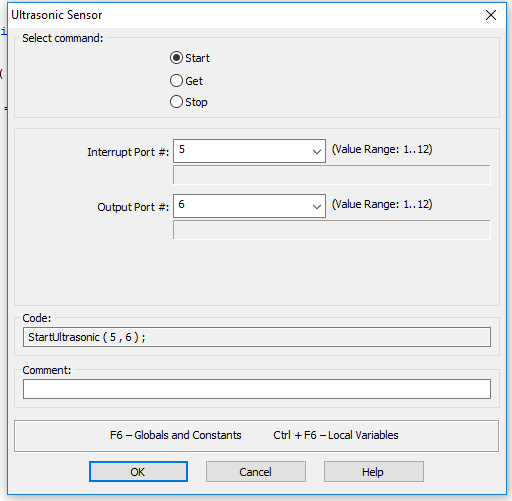 Ultrasonic Sensor
Select command:
Start
Get
Stop
Interrupt Port #: 5 (Value Range: 1..12)
Output Port #: 6 (Value Range: 1..12)
Code:
StartUltrasonic ( 5 , 6 ) ;
Comment:
F6 – Globals and Constants Ctrl + F6 – Local Variables
OK Cancel Help